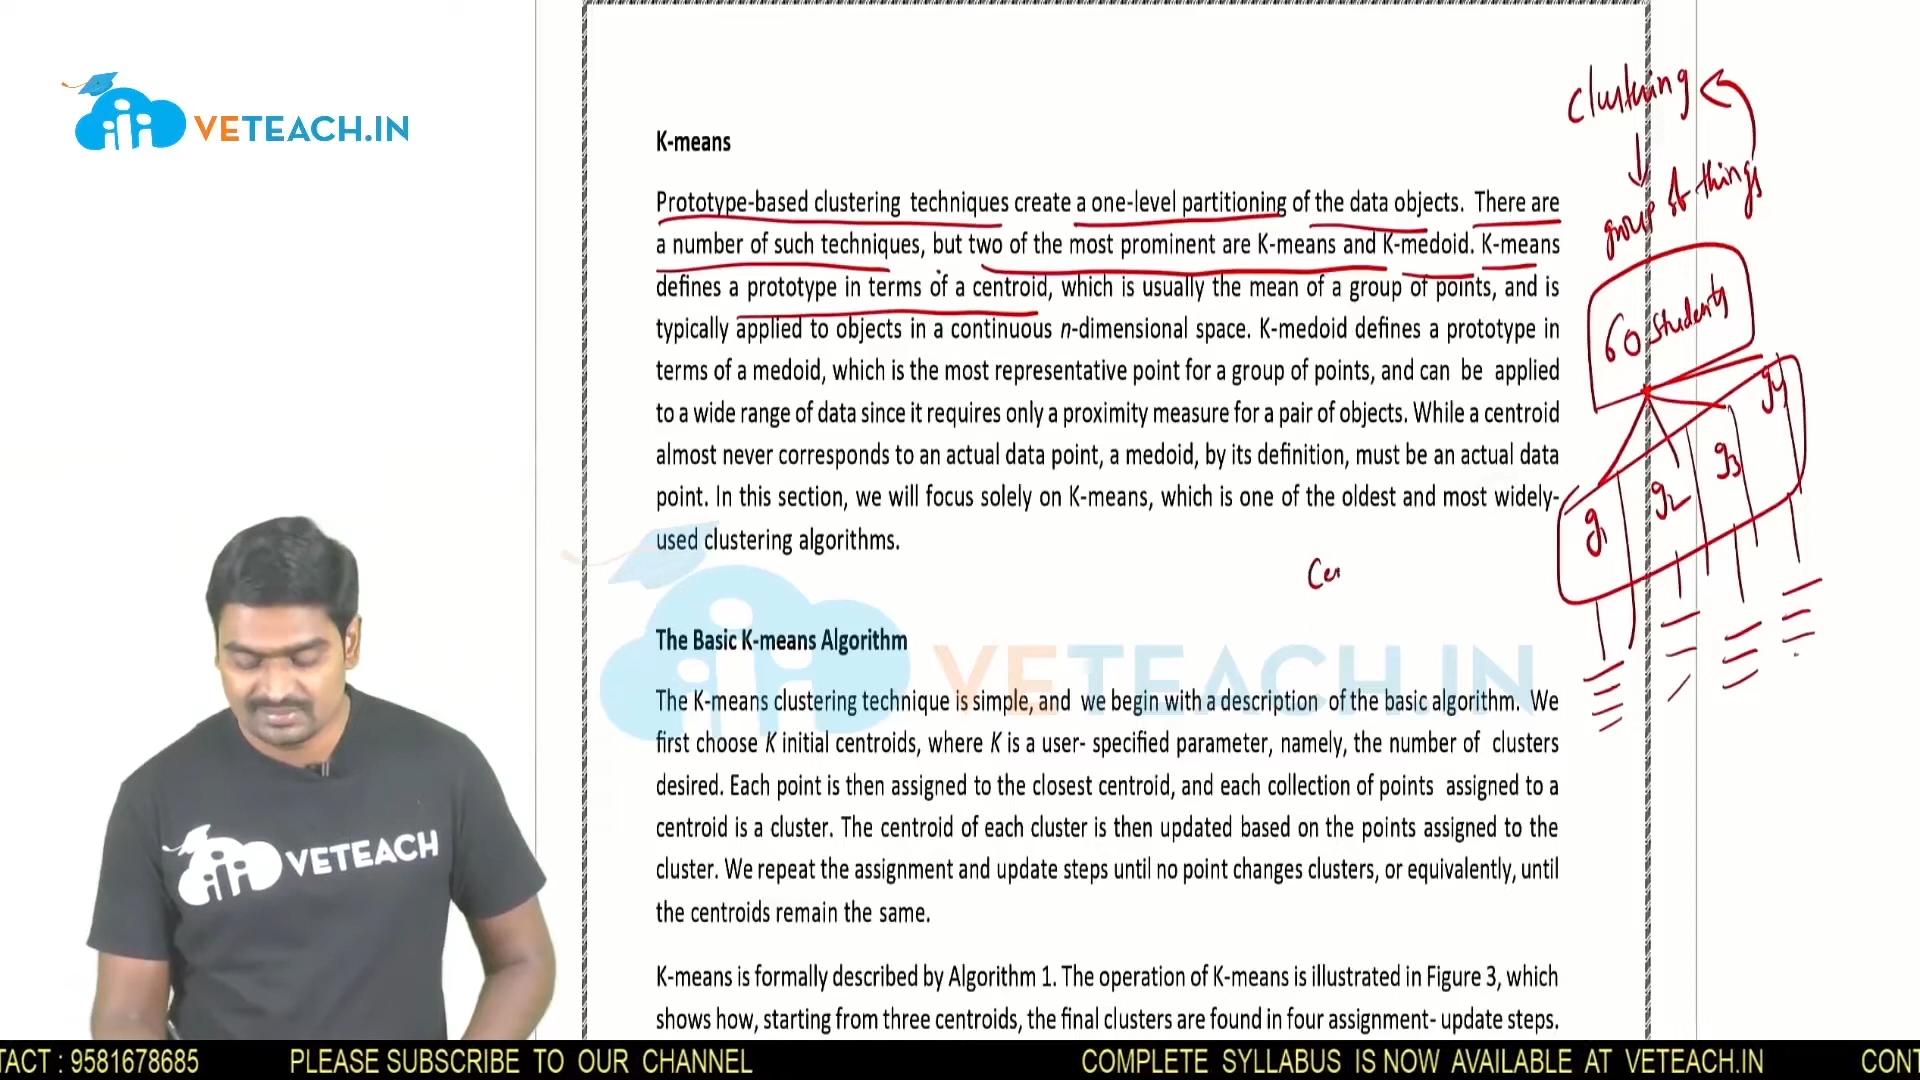 VETEACH.IN
K-means
Prototype-based clustering techniques create a one-level partitioning of the data objects. There are
a number of such techniques, but two of the most prominent are K-means and K-medoid. K-means
defines a prototype in terms of a centroid, which is usually the mean of a group of points, and is
typically applied to objects in a continuous n-dimensional space. K-medoid defines a prototype in
terms of a medoid, which is the most representative point for a group of points, and can be applied
to a wide range of data since it requires only a proximity measure for a pair of objects. While a centroid
almost never corresponds to an actual data point, a medoid, by its definition, must be an actual data
point. In this section, we will focus solely on K-means, which is one of the oldest and most widely-
used clustering algorithms.
The Basic K-means Algorithm
The K-means clustering technique is simple, and we begin with a description of the basic algorithm. We
first choose K initial centroids, where K is a user- specified parameter, namely, the number of clusters
desired. Each point is then assigned to the closest centroid, and each collection of points assigned to a
centroid is a cluster. The centroid of each cluster is then updated based on the points assigned to the
cluster. We repeat the assignment and update steps until no point changes clusters, or equivalently, until
the centroids remain the same.
K-means is formally described by Algorithm 1. The operation of K-means is illustrated in Figure 3, which
shows how, starting from three centroids, the final clusters are found in four assignment- update steps.
clustering
group of things
60 students
g1
g2
g3
g4
Ce
VETEACH.IN
VETEACH
TACT : 9581678685 PLEASE SUBSCRIBE TO OUR CHANNEL COMPLETE SYLLABUS IS NOW AVAILABLE AT VETEACH.IN CONT